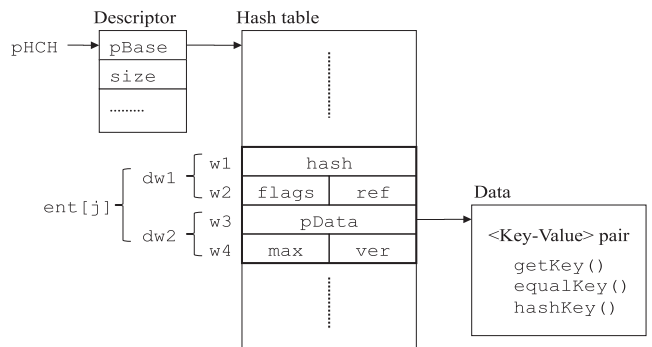 Descriptor Hash table
pHCH pBase
size
.........
w1 hash
dw1
w2 flags ref
ent[j]
w3 pData
dw2
w4 max ver
Data
<Key-Value> pair
getKey()
equalKey()
hashKey()